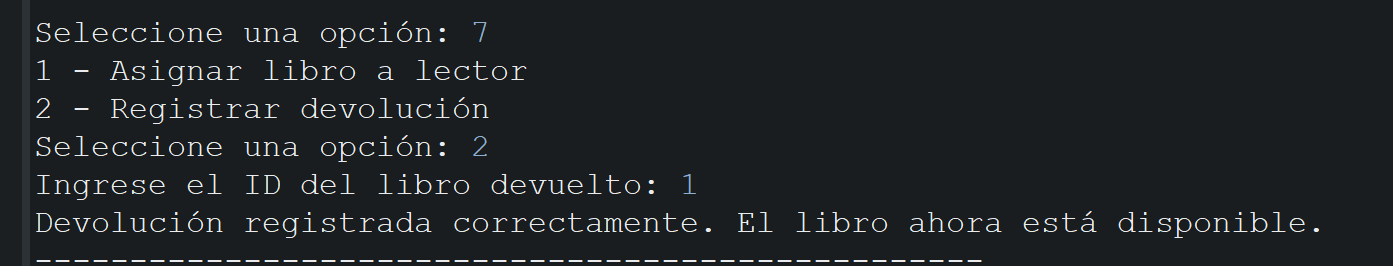 Seleccione una opción: 7
1 - Asignar libro a lector
2 - Registrar devolución
Seleccione una opción: 2
Ingrese el ID del libro devuelto: 1
Devolución registrada correctamente. El libro ahora está disponible.
--------------------------------------------------